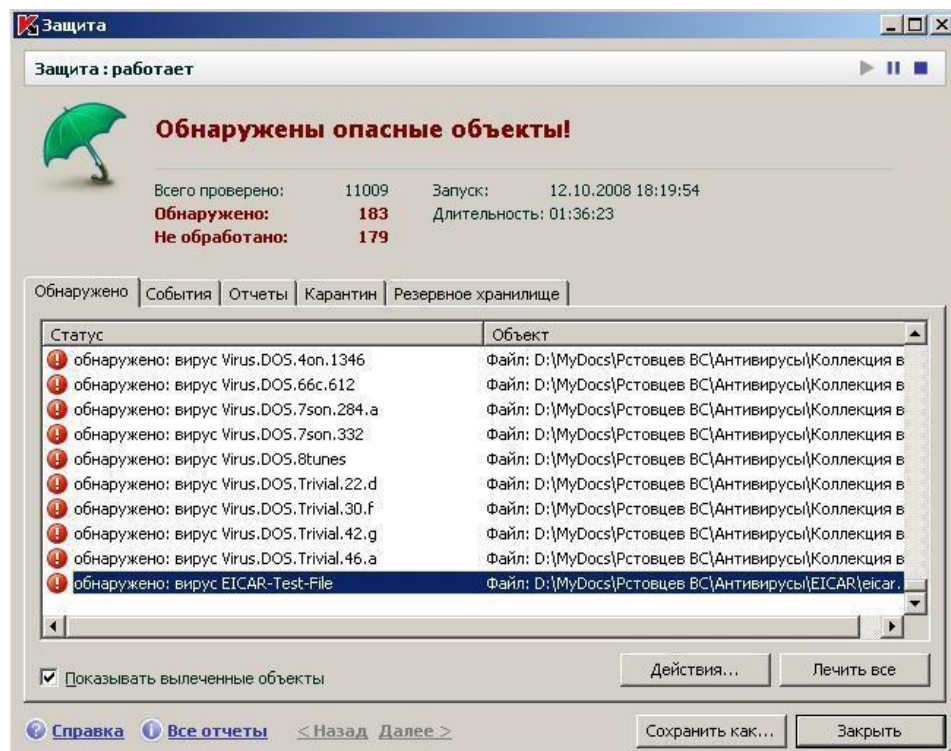 Защита
Защита : работает
Обнаружены опасные объекты!
Всего проверено: 11009 Запуск: 12.10.2008 18:19:54
Обнаружено: 183 Длительность: 01:36:23
Не обработано: 179
Обнаружено События Отчеты Карантин Резервное хранилище
Статус Объект
обнаружено: вирус Virus.DOS.4on.1346 Файл: D:\MyDocs\Рстовцев ВС\Антивирусы\Коллекция в
обнаружено: вирус Virus.DOS.66c.612 Файл: D:\MyDocs\Рстовцев ВС\Антивирусы\Коллекция в
обнаружено: вирус Virus.DOS.7son.284.a Файл: D:\MyDocs\Рстовцев ВС\Антивирусы\Коллекция в
обнаружено: вирус Virus.DOS.7son.332 Файл: D:\MyDocs\Рстовцев ВС\Антивирусы\Коллекция в
обнаружено: вирус Virus.DOS.8tunes Файл: D:\MyDocs\Рстовцев ВС\Антивирусы\Коллекция в
обнаружено: вирус Virus.DOS.Trivial.22.d Файл: D:\MyDocs\Рстовцев ВС\Антивирусы\Коллекция в
обнаружено: вирус Virus.DOS.Trivial.30.f Файл: D:\MyDocs\Рстовцев ВС\Антивирусы\Коллекция в
обнаружено: вирус Virus.DOS.Trivial.42.g Файл: D:\MyDocs\Рстовцев ВС\Антивирусы\Коллекция в
обнаружено: вирус Virus.DOS.Trivial.46.a Файл: D:\MyDocs\Рстовцев ВС\Антивирусы\Коллекция в
обнаружено: вирус EICAR-Test-File Файл: D:\MyDocs\Рстовцев ВС\Антивирусы\EICAR\eicar.
Показывать вылеченные объекты Действия... Лечить все
Справка Все отчеты < Назад Далее > Сохранить как... Закрыть